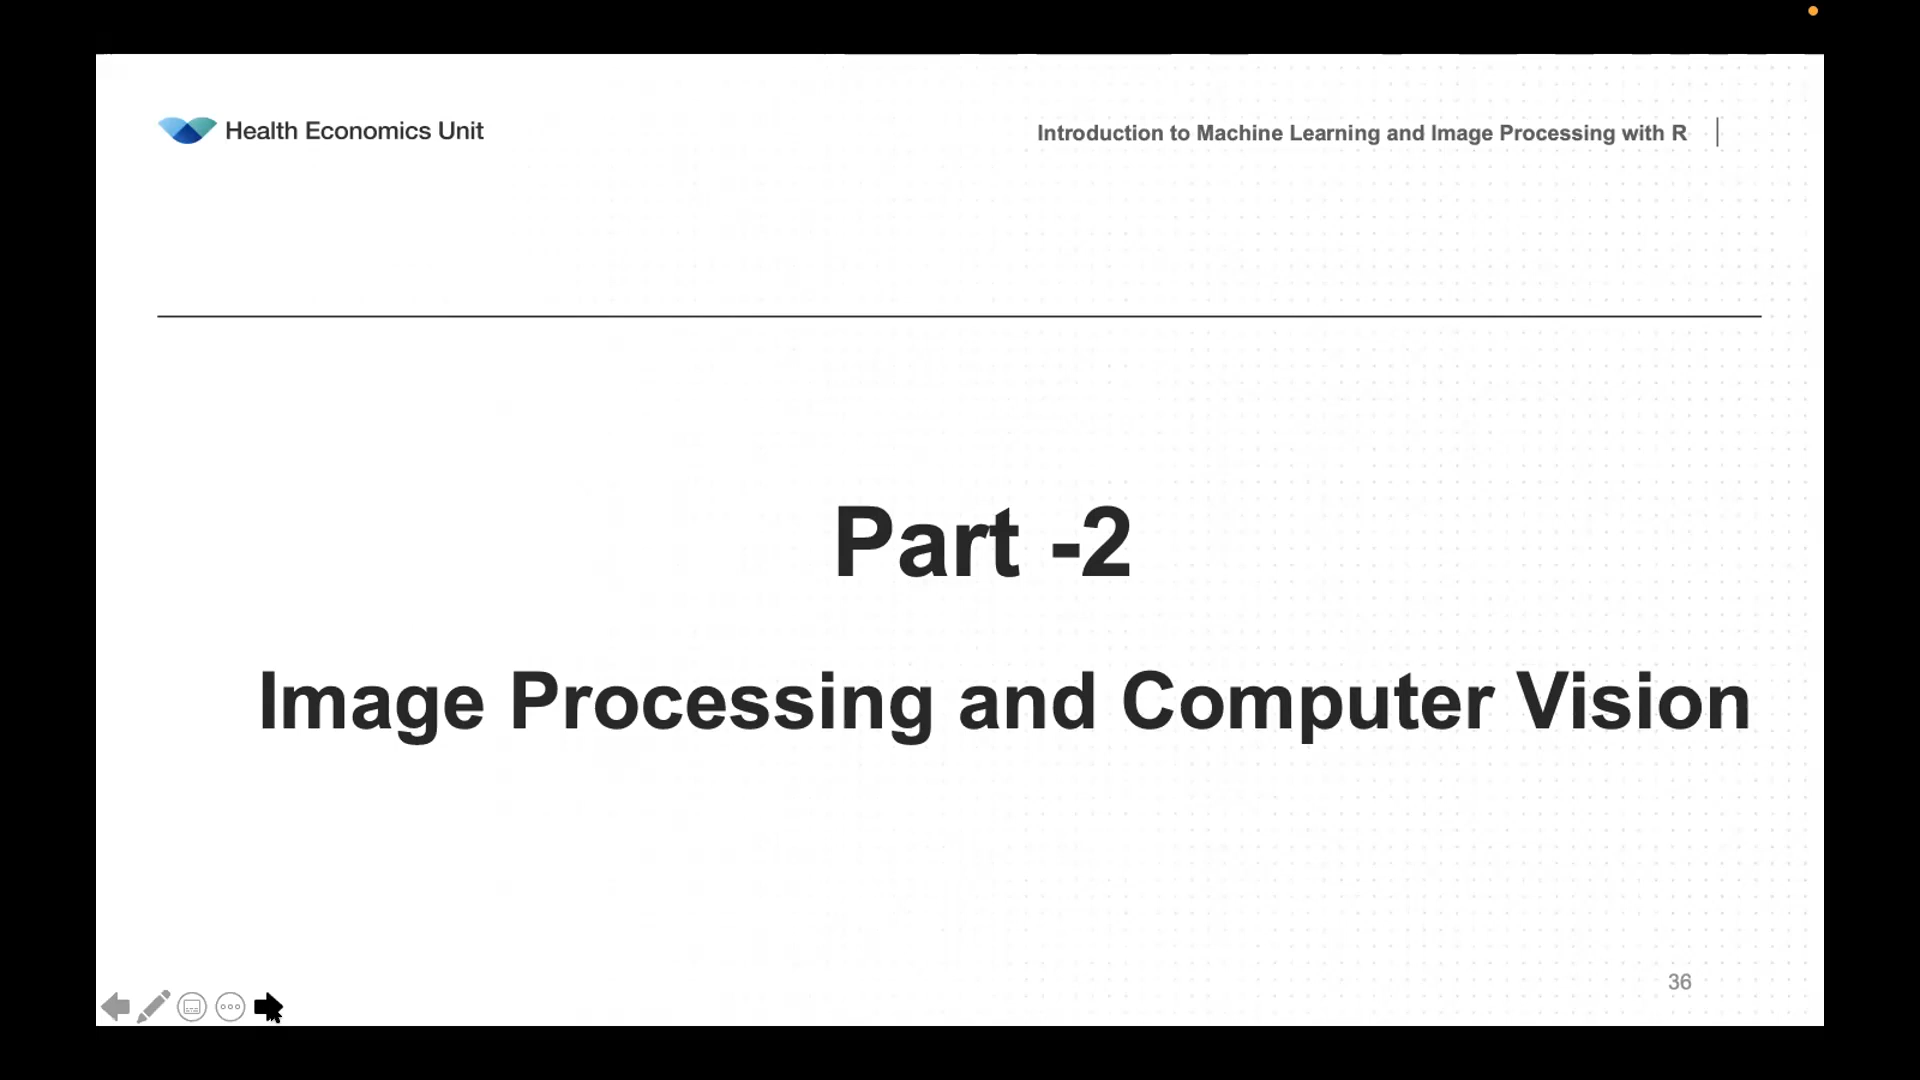 Health Economics Unit
Introduction to Machine Learning and Image Processing with R
Part -2
Image Processing and Computer Vision
36